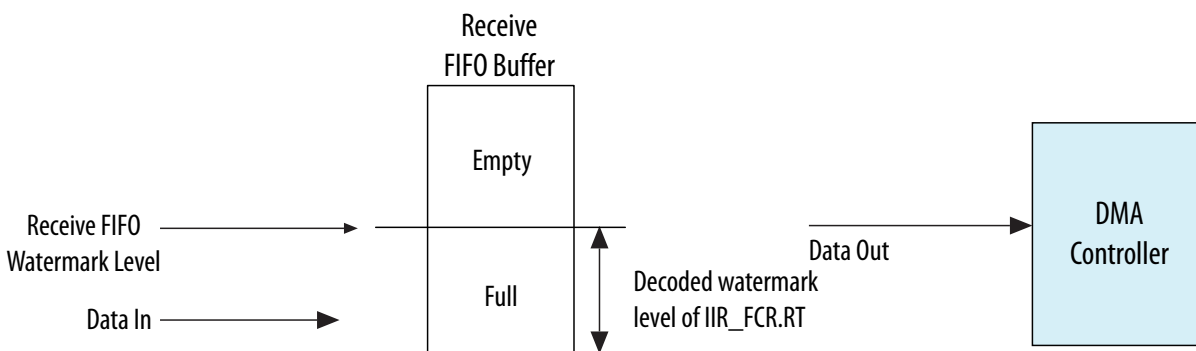 Receive
FIFO Buffer
Empty
Receive FIFO
Watermark Level
Data In
Full
Decoded watermark
level of IIR_FCR.RT
Data Out
DMA
Controller